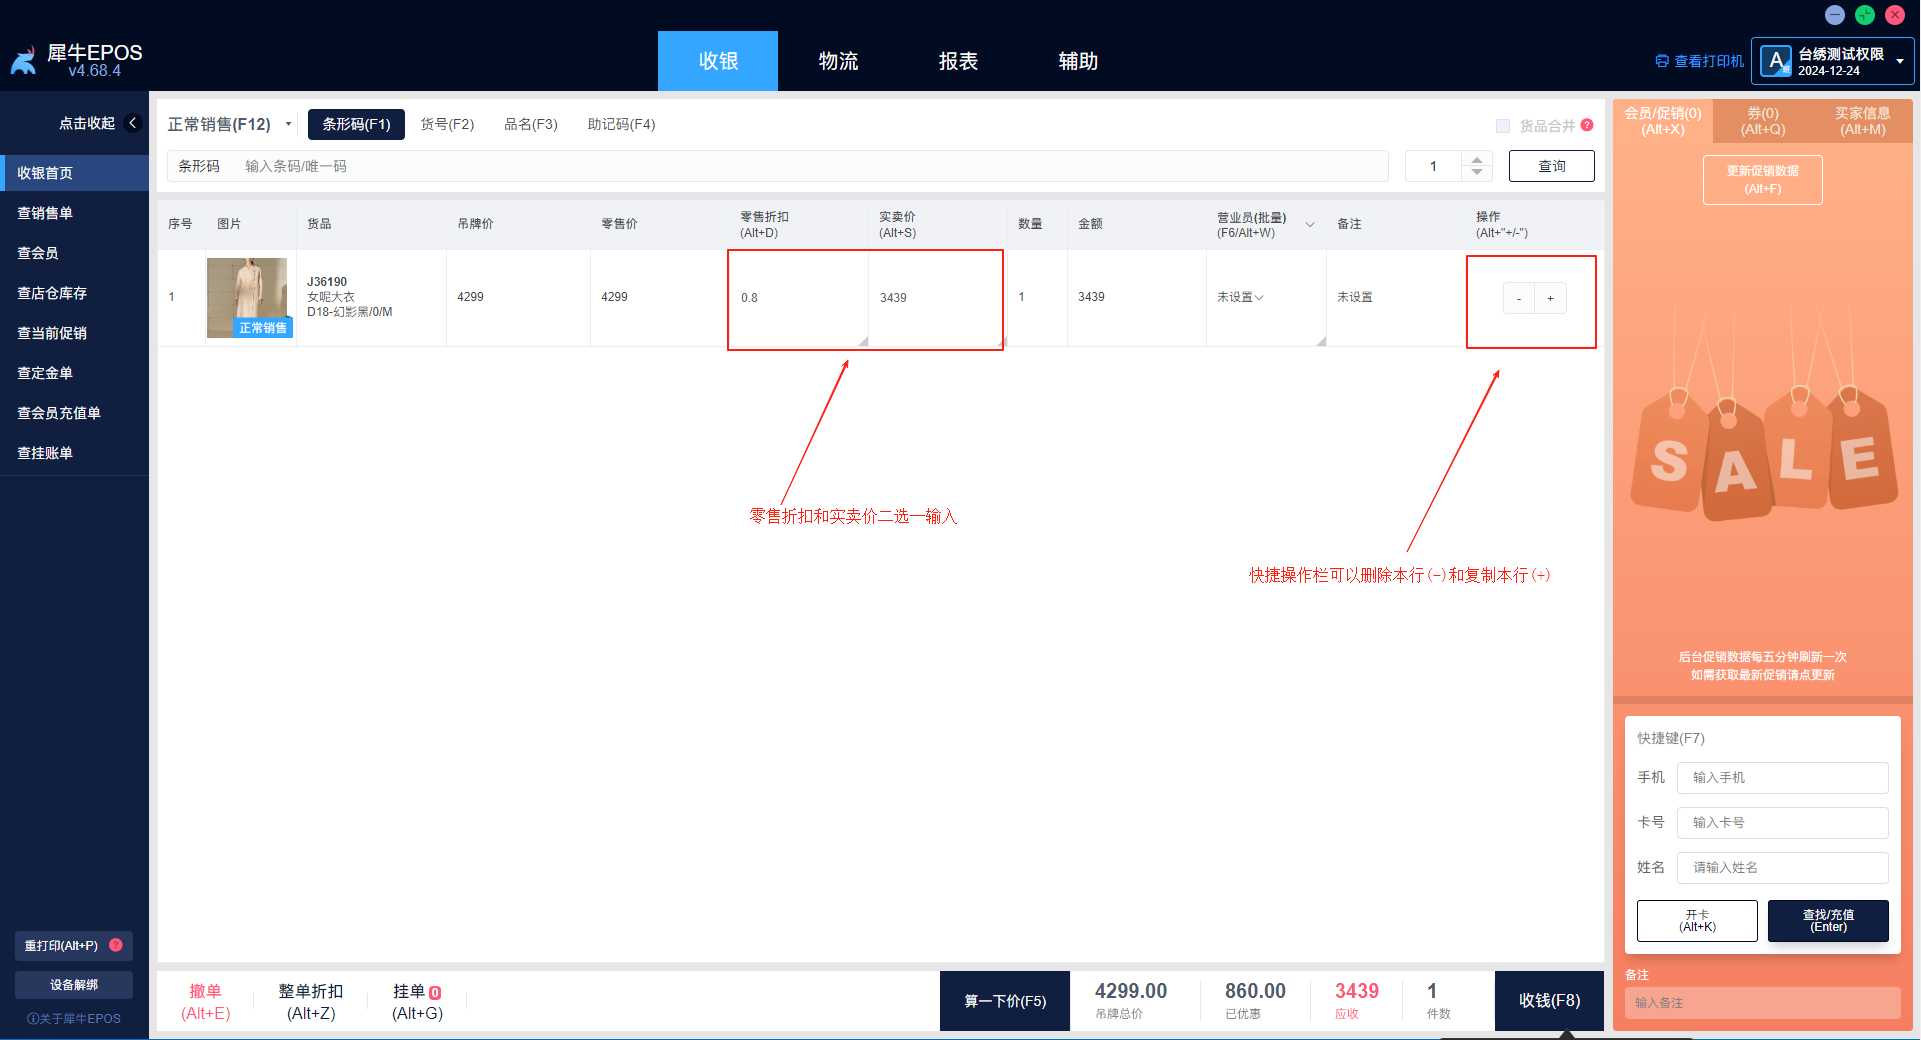 犀牛EPOS
v4.68.4
收银
物流
报表
辅助
查看打印机
A
班
台绣测试权限
2024-12-24
点击收起
收银首页
查销售单
查会员
查店仓库存
查当前促销
查定金单
查会员充值单
查挂账单
重打印(Alt+P) ?
设备解绑
关于犀牛EPOS
正常销售(F12)
条形码(F1)
货号(F2)
品名(F3)
助记码(F4)
货品合并 ?
条形码
输入条码/唯一码
1
查询
序号
图片
货品
吊牌价
零售价
零售折扣
(Alt+D)
实卖价
(Alt+S)
数量
金额
营业员(批量)
(F6/Alt+W)
备注
操作
(Alt+"+/-")
1
正常销售
J36190
女呢大衣
D18-幻影黑/0/M
4299
4299
0.8
3439
1
3439
未设置
未设置
- +
零售折扣和实卖价二选一输入
快捷操作栏可以删除本行(-)和复制本行(+)
撤单
(Alt+E)
整单折扣
(Alt+Z)
挂单 0
(Alt+G)
算一下价(F5)
4299.00
吊牌总价
860.00
已优惠
3439
应收
1
件数
收钱(F8)
会员/促销(0)
(Alt+X)
券(0)
(Alt+Q)
买家信息
(Alt+M)
更新促销数据
(Alt+F)
SALE
后台促销数据每五分钟刷新一次
如需获取最新促销请点更新
快捷键(F7)
手机
输入手机
卡号
输入卡号
姓名
请输入姓名
开卡
(Alt+K)
查找/充值
(Enter)
备注
输入备注